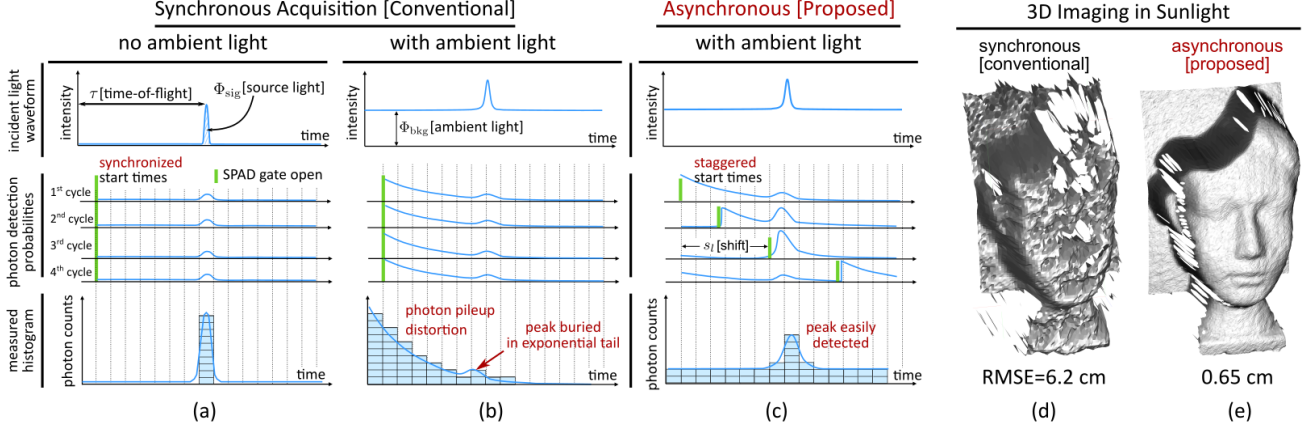 Synchronous Acquisition [Conventional]
Asynchronous [Proposed]
3D Imaging in Sunlight
no ambient light
with ambient light
with ambient light
synchronous
[conventional]
asynchronous
[proposed]
incident light
waveform
intensity
τ [time-of-flight]
Φsig [source light]
time
intensity
Φbkg [ambient light]
time
intensity
time
photon detection
probabilities
synchronized
start times
SPAD gate open
1st cycle
2nd cycle
3rd cycle
4th cycle
staggered
start times
sl [shift]
measured
histogram
photon counts
time
photon pileup
distortion
peak buried
in exponential tail
time
photon counts
peak easily
detected
time
RMSE=6.2 cm
0.65 cm
(a)
(b)
(c)
(d)
(e)